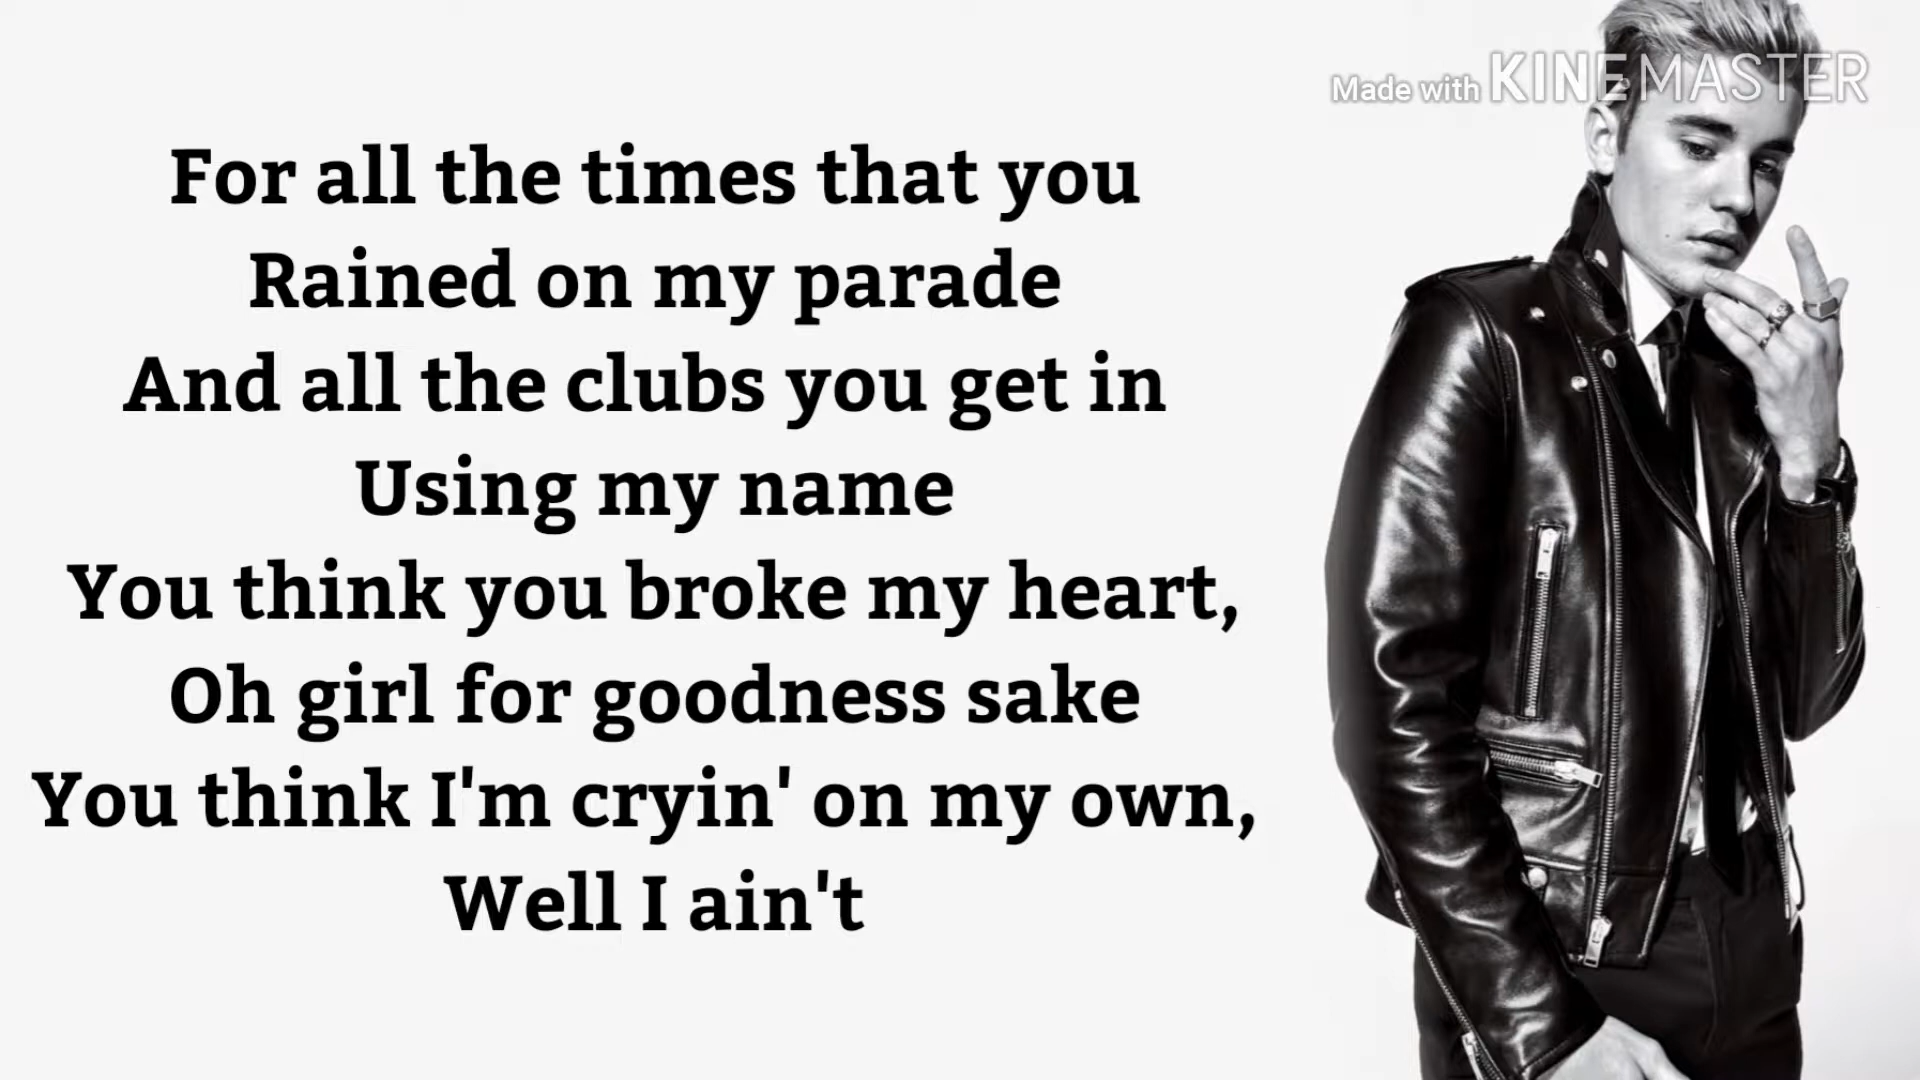 Made with KINEMASTER
For all the times that you
Rained on my parade
And all the clubs you get in
Using my name
You think you broke my heart,
Oh girl for goodness sake
You think I'm cryin' on my own,
Well I ain't